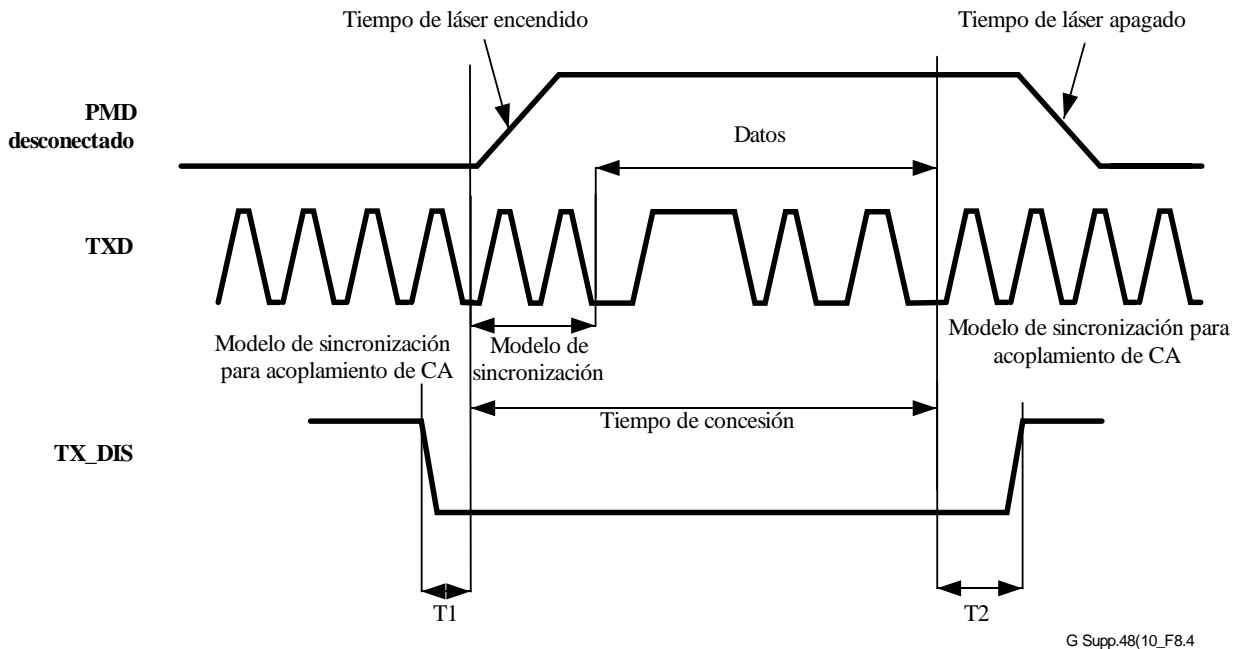 Tiempo de láser encendido
Tiempo de láser apagado
PMD
desconectado
Datos
TXD
Modelo de sincronización
para acoplamiento de CA
Modelo de
sincronización
Modelo de sincronización para
acoplamiento de CA
Tiempo de concesión
TX_DIS
T1
T2
G Supp.48(10_F8.4